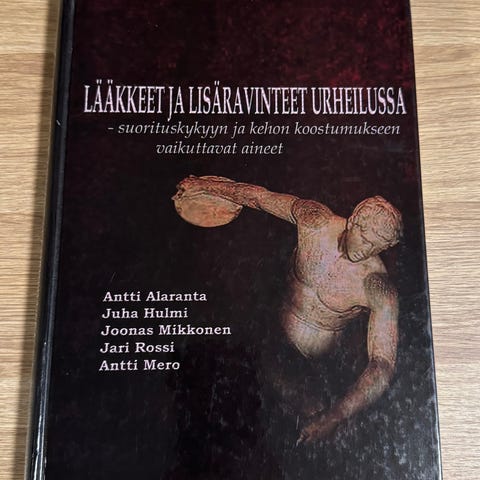 LÄÄKKEET JA LISÄRAVINTEET URHEILUSSA
- suorituskykyyn ja kehon koostumukseen
vaikuttavat aineet
Antti Alaranta
Juha Hulmi
Joonas Mikkonen
Jari Rossi
Antti Mero